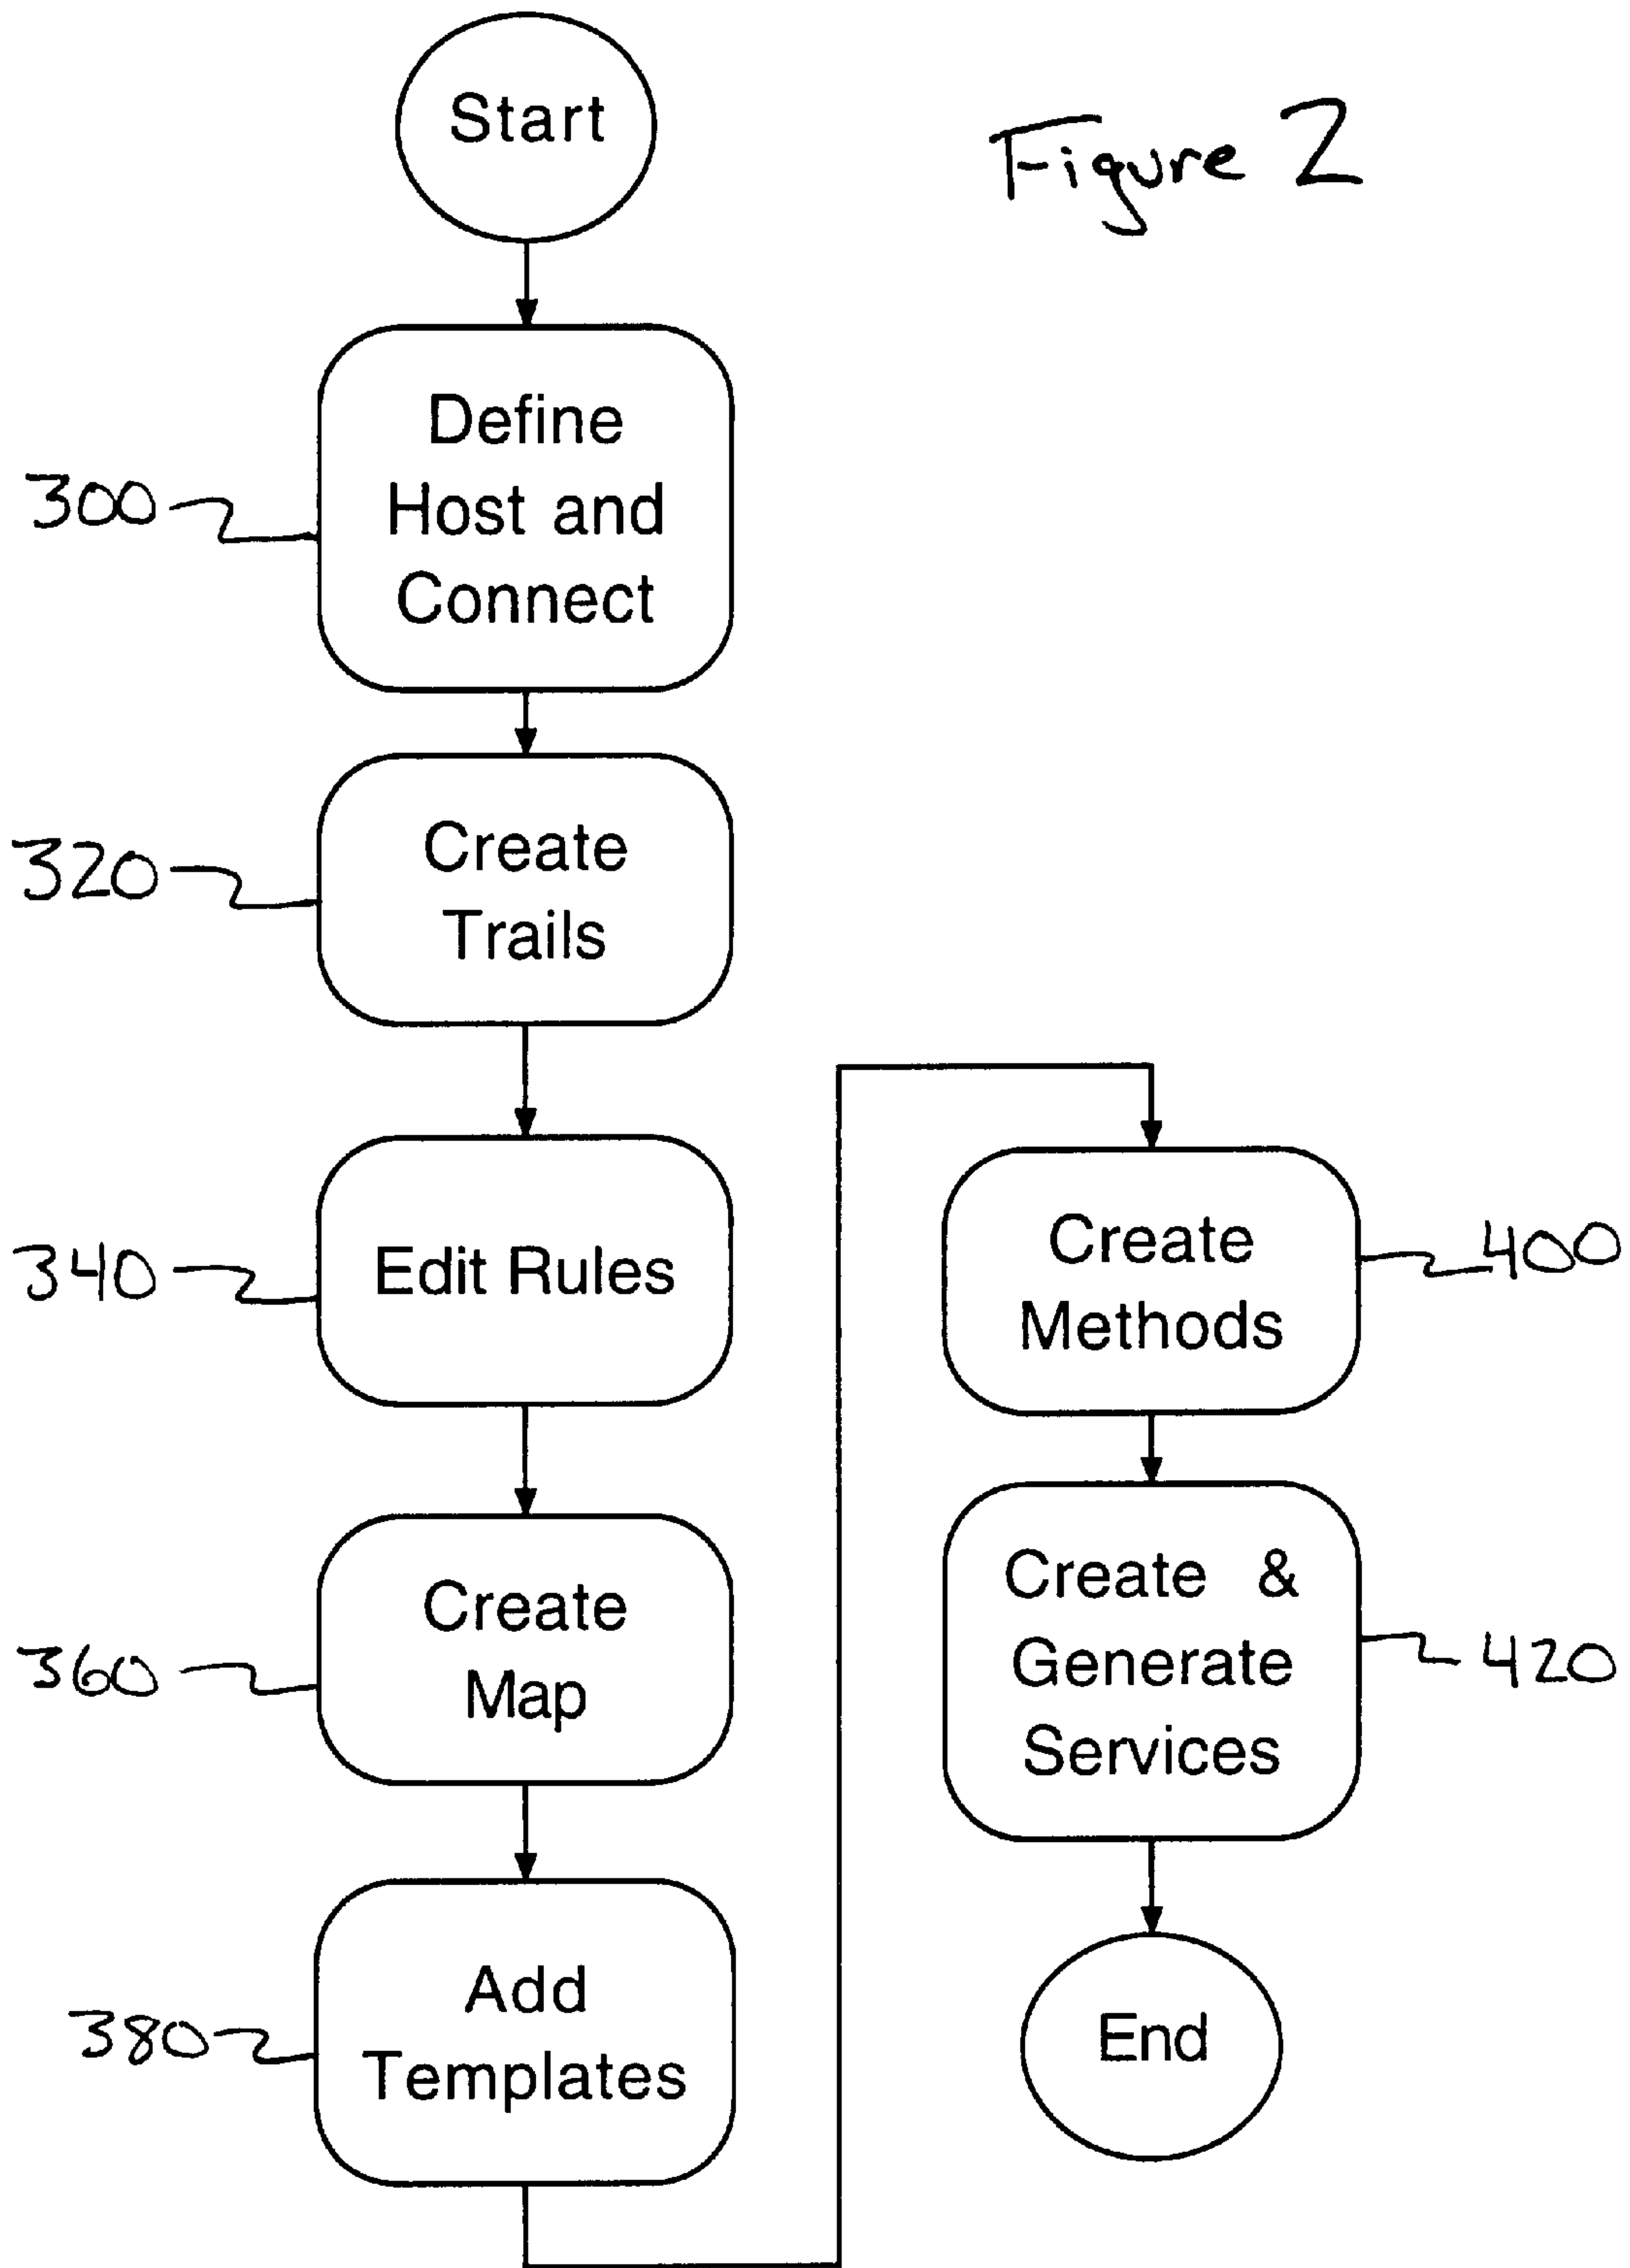 Start
Figure 2
Define
Host and
Connect
300
Create
Trails
320
Edit Rules
340
Create
Map
360
Add
Templates
380
Create
Methods
400
Create &
Generate
Services
420
End